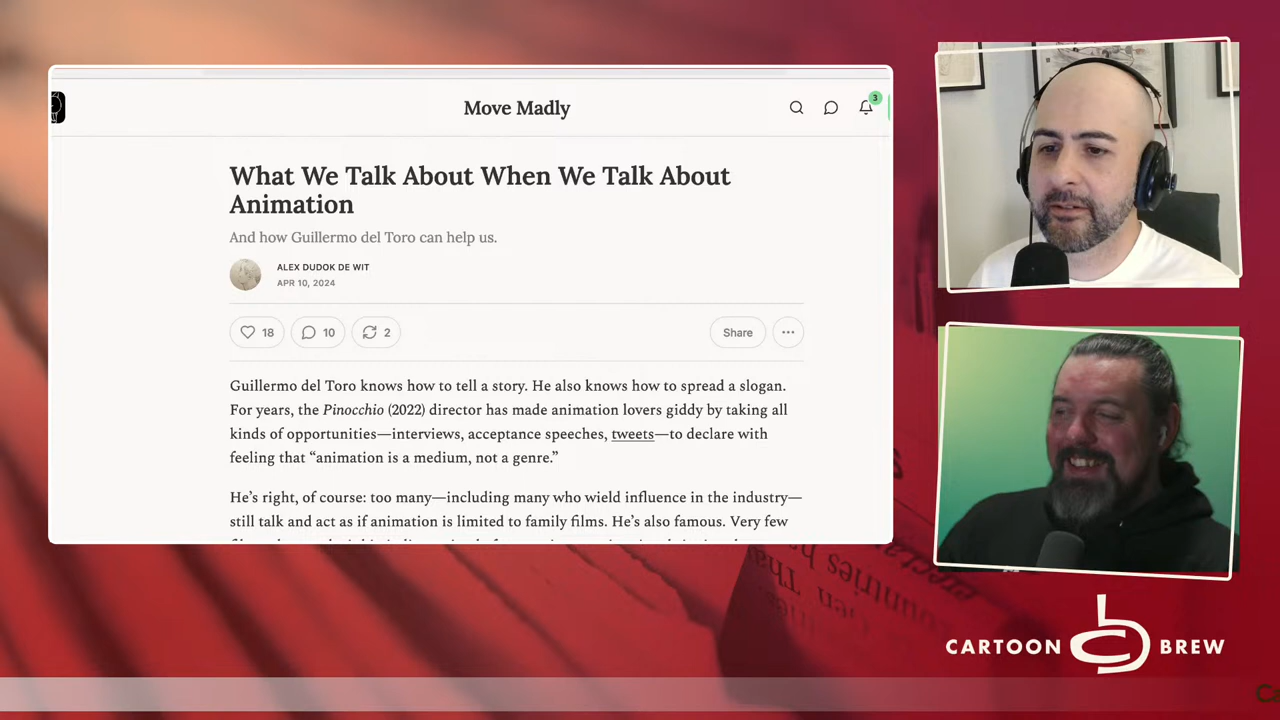 Move Madly
3
What We Talk About When We Talk About
Animation
And how Guillermo del Toro can help us.
ALEX DUDOK DE WIT
APR 10, 2024
18
10
2
Share
Guillermo del Toro knows how to tell a story. He also knows how to spread a slogan.
For years, the Pinocchio (2022) director has made animation lovers giddy by taking all
kinds of opportunities—interviews, acceptance speeches, tweets—to declare with
feeling that “animation is a medium, not a genre.”
He’s right, of course: too many—including many who wield influence in the industry—
still talk and act as if animation is limited to family films. He’s also famous. Very few
CARTOON BREW